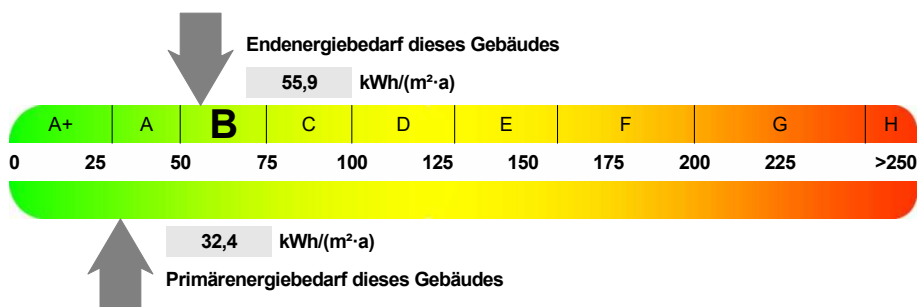 Endenergiebedarf dieses Gebäudes
55,9 kWh/(m²·a)
A+ A B C D E F G H
0 25 50 75 100 125 150 175 200 225 >250
32,4 kWh/(m²·a)
Primärenergiebedarf dieses Gebäudes